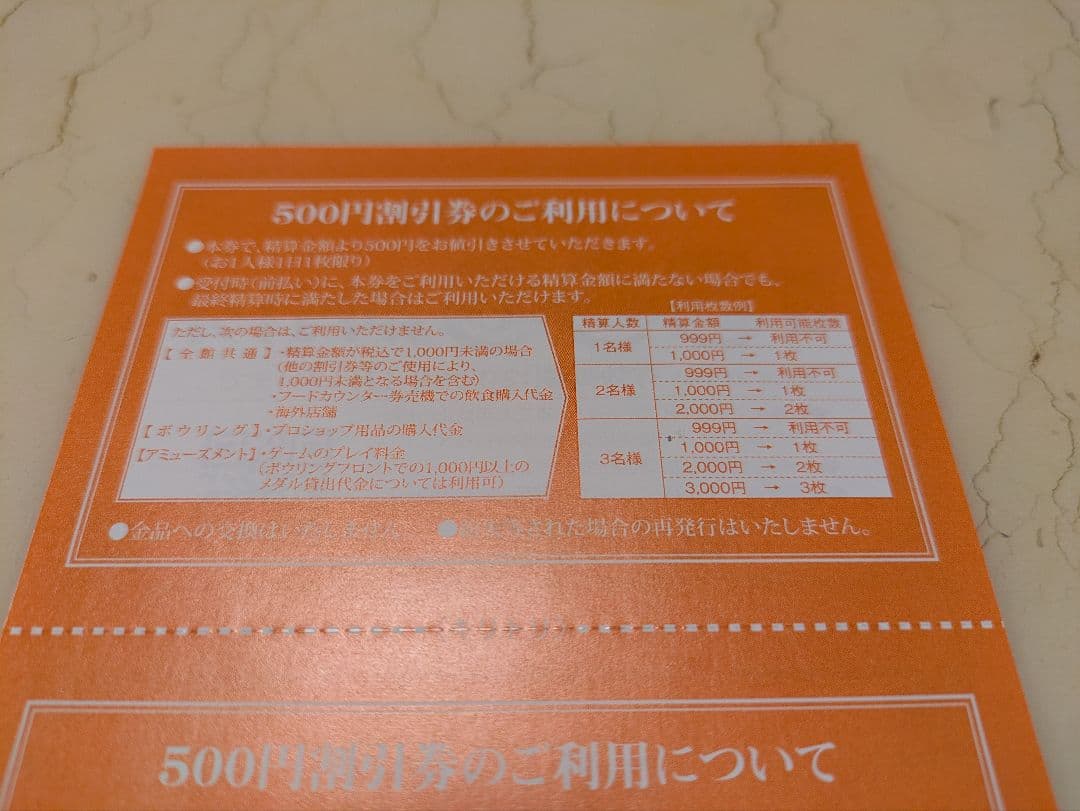 500円割引券のご利用について
●本券で、精算金額より500円をお値引きさせていただきます。
(お1人様1日1枚限り)
●受付時(前払い)に、本券をご利用いただける精算金額に満たない場合でも、
最終精算時に満たした場合はご利用いただけます。
ただし、次の場合は、ご利用いただけません。
【全館共通】・精算金額が税込で1,000円未満の場合
(他の割引券等のご使用により、
1,000円未満となる場合を含む)
・フードカウンター・券売機での飲食購入代金
・海外店舗
【ボウリング】・プロショップ用品の購入代金
【アミューズメント】・ゲームのプレイ料金
(ボウリングフロントでの1,000円以上の
メダル貸出代金については利用可)
【利用枚数例】
精算人数 精算金額 利用可能枚数
1名様 999円 → 利用不可
1,000円 → 1枚
2名様 999円 → 利用不可
1,000円 → 1枚
2,000円 → 2枚
3名様 999円 → 利用不可
1,000円 → 1枚
2,000円 → 2枚
3,000円 → 3枚
●金品への交換はいたしません ●された場合の再発行はいたしません。
500円割引券のご利用について